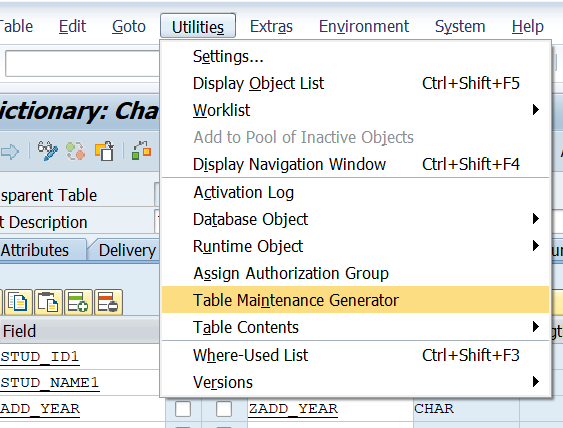 Table Edit Goto Utilities Extras Environment System Help
Settings...
Display Object List Ctrl+Shift+F5
ictionary: Cha
Worklist
Add to Pool of Inactive Objects
Display Navigation Window Ctrl+Shift+F4
sparent Table
Activation Log
t Description
Database Object
Attributes Delivery
Runtime Object
Assign Authorization Group
Table Maintenance Generator
Field
Table Contents
STUD_ID1
Where-Used List Ctrl+Shift+F3
STUD_NAME1
Versions
ZADD_YEAR ZADD_YEAR CHAR